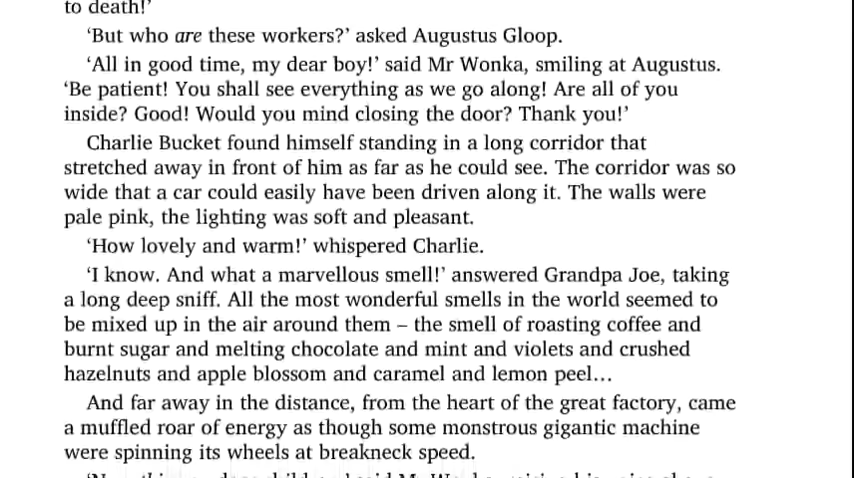 to death!’
‘But who are these workers?’ asked Augustus Gloop.
‘All in good time, my dear boy!’ said Mr Wonka, smiling at Augustus.
‘Be patient! You shall see everything as we go along! Are all of you
inside? Good! Would you mind closing the door? Thank you!’
Charlie Bucket found himself standing in a long corridor that
stretched away in front of him as far as he could see. The corridor was so
wide that a car could easily have been driven along it. The walls were
pale pink, the lighting was soft and pleasant.
‘How lovely and warm!’ whispered Charlie.
‘I know. And what a marvellous smell!’ answered Grandpa Joe, taking
a long deep sniff. All the most wonderful smells in the world seemed to
be mixed up in the air around them – the smell of roasting coffee and
burnt sugar and melting chocolate and mint and violets and crushed
hazelnuts and apple blossom and caramel and lemon peel…
And far away in the distance, from the heart of the great factory, came
a muffled roar of energy as though some monstrous gigantic machine
were spinning its wheels at breakneck speed.